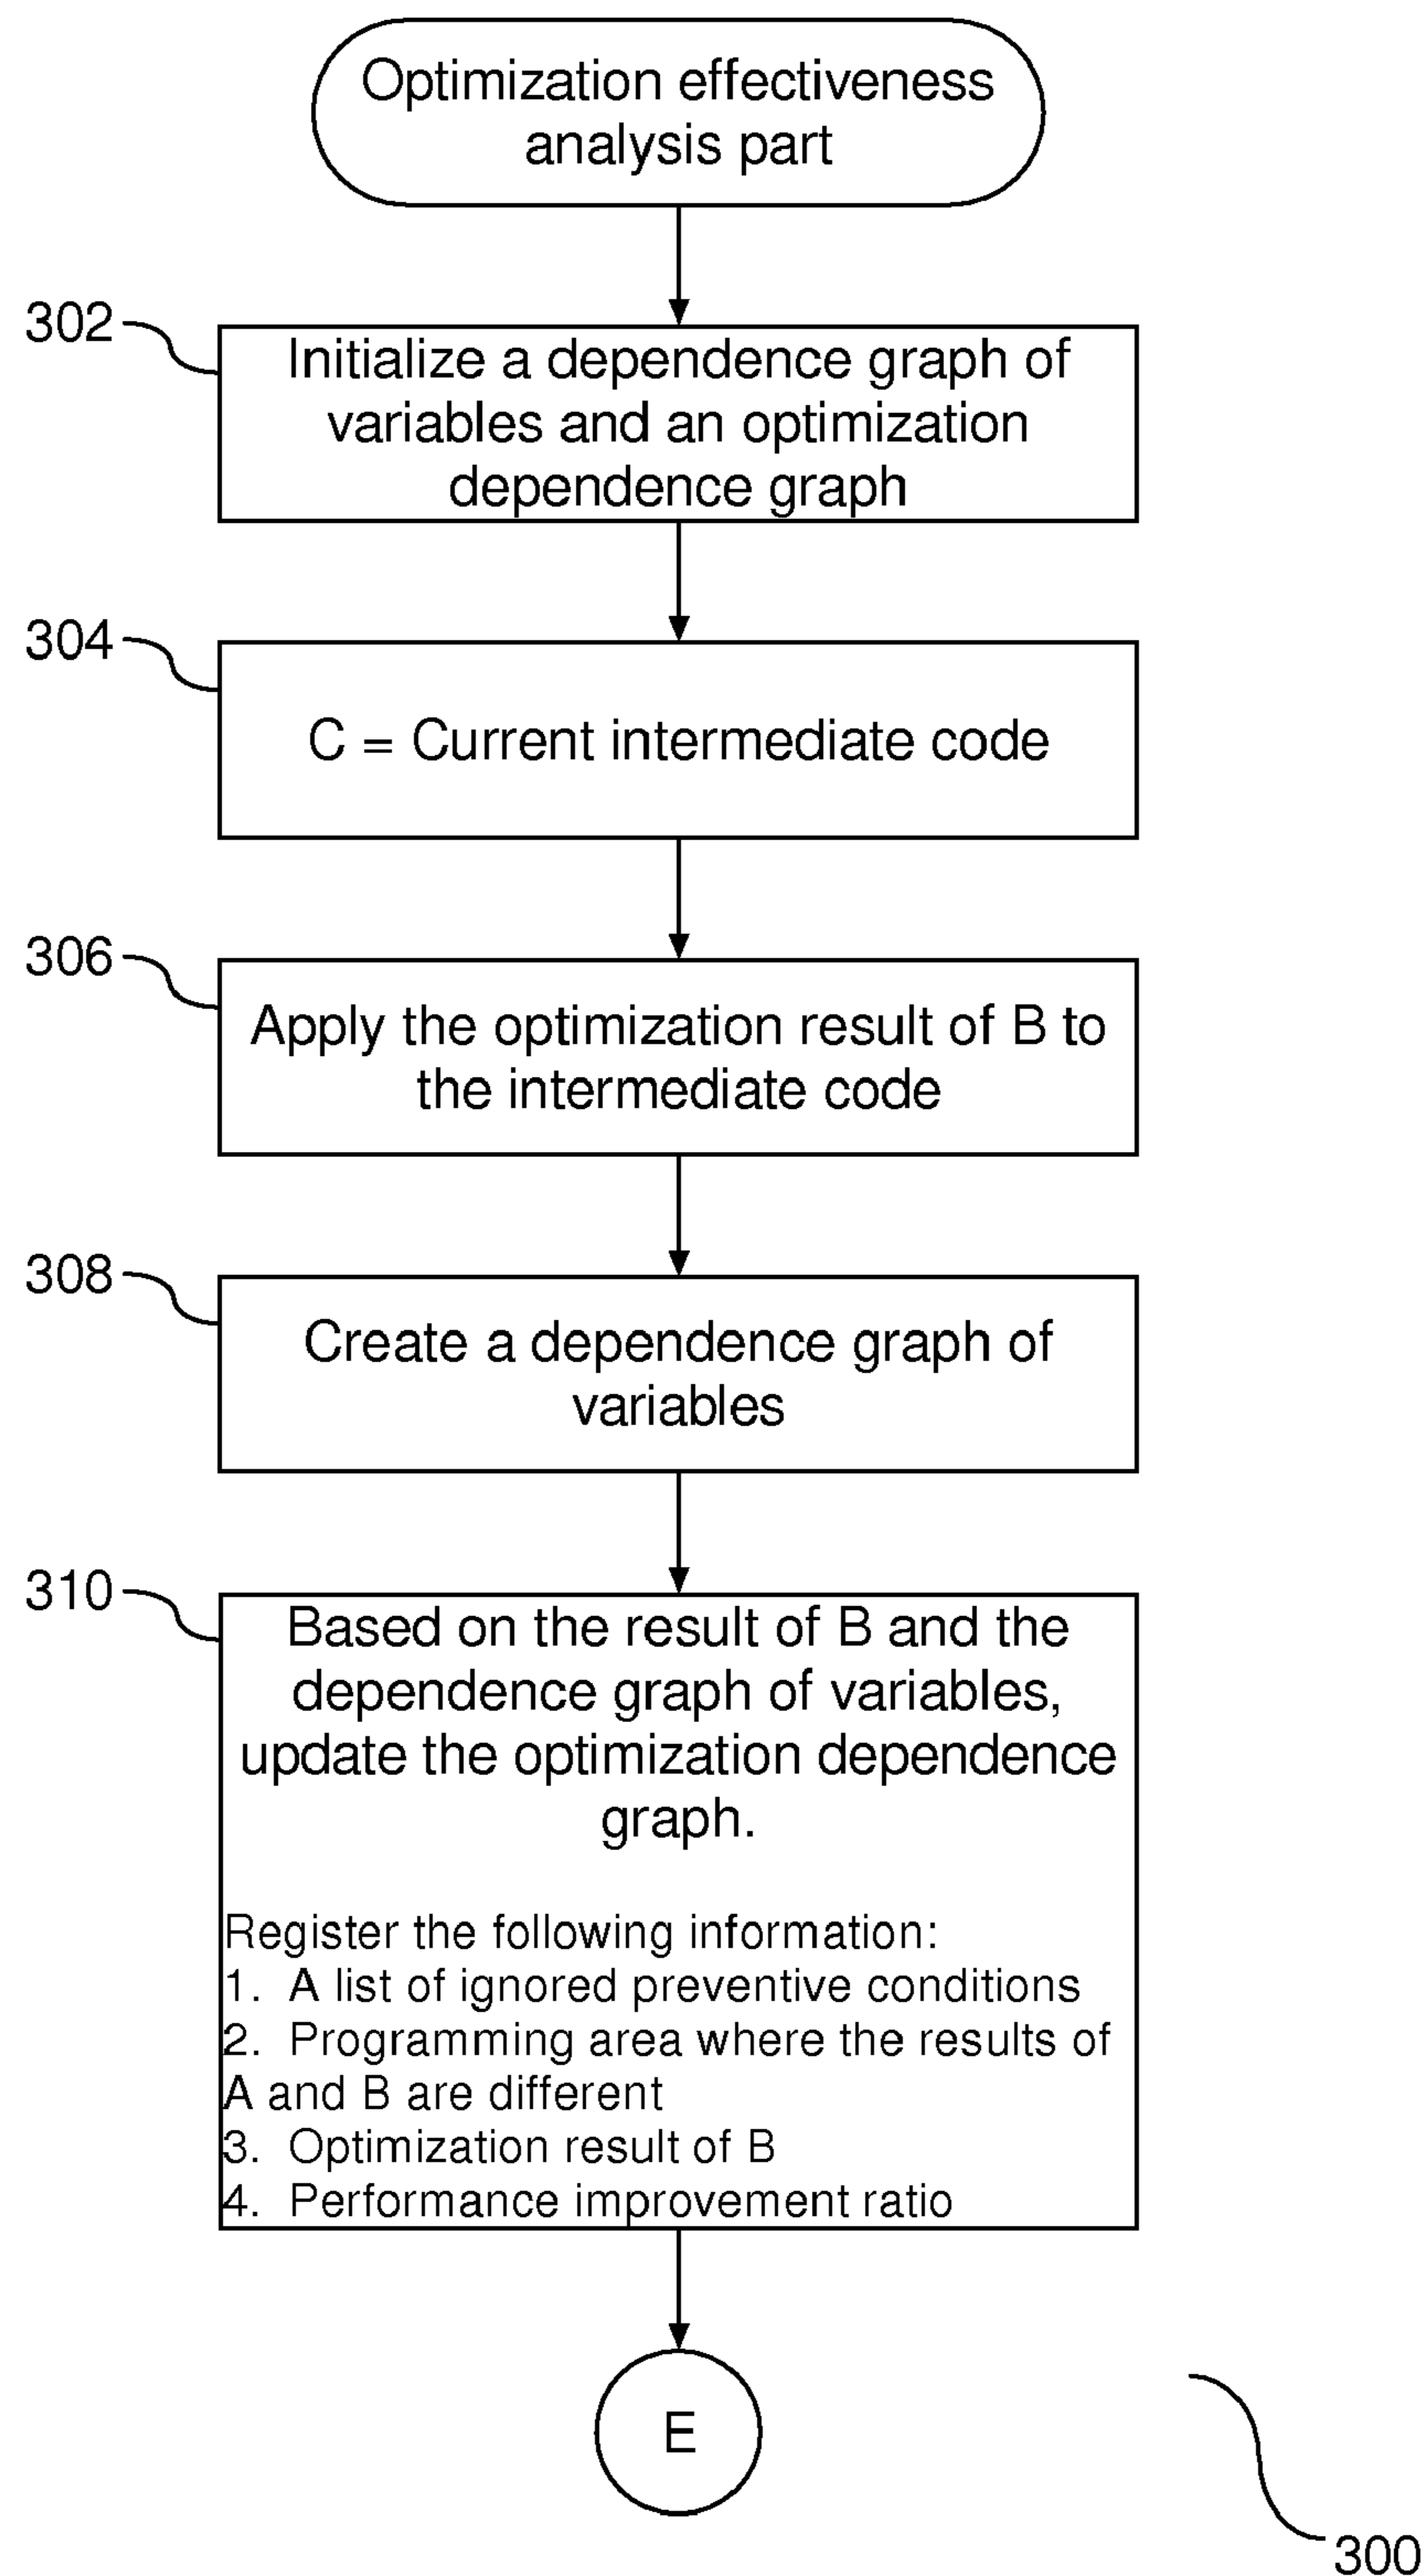 Optimization effectiveness
analysis part
302
Initialize a dependence graph of
variables and an optimization
dependence graph
304
C = Current intermediate code
306
Apply the optimization result of B to
the intermediate code
308
Create a dependence graph of
variables
310
Based on the result of B and the
dependence graph of variables,
update the optimization dependence
graph.
Register the following information:
1. A list of ignored preventive conditions
2. Programming area where the results of
A and B are different
3. Optimization result of B
4. Performance improvement ratio
E
300